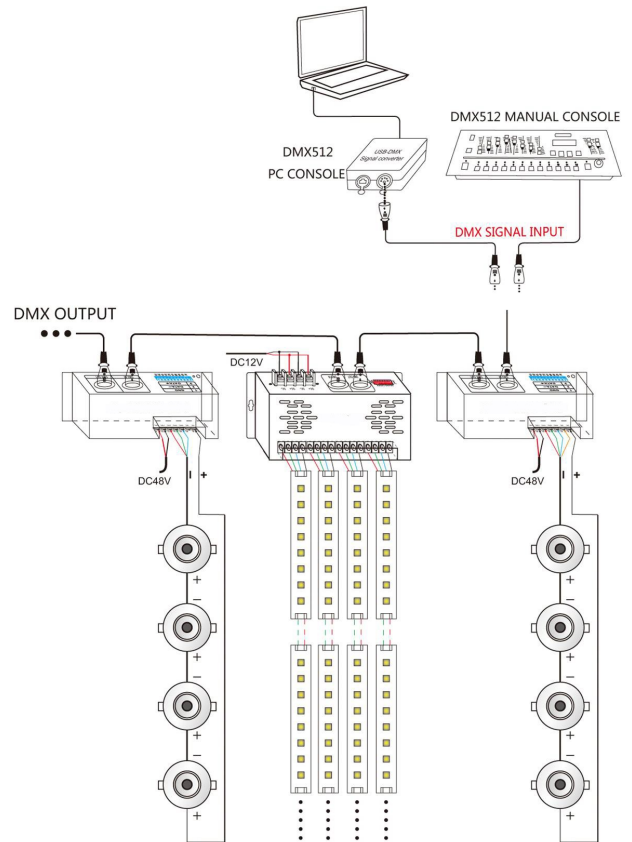 DMX512 MANUAL CONSOLE
USB-DMX
Signal converter
DMX512
PC CONSOLE
DMX SIGNAL INPUT
DMX OUTPUT
DC12V
DC48V
DC48V